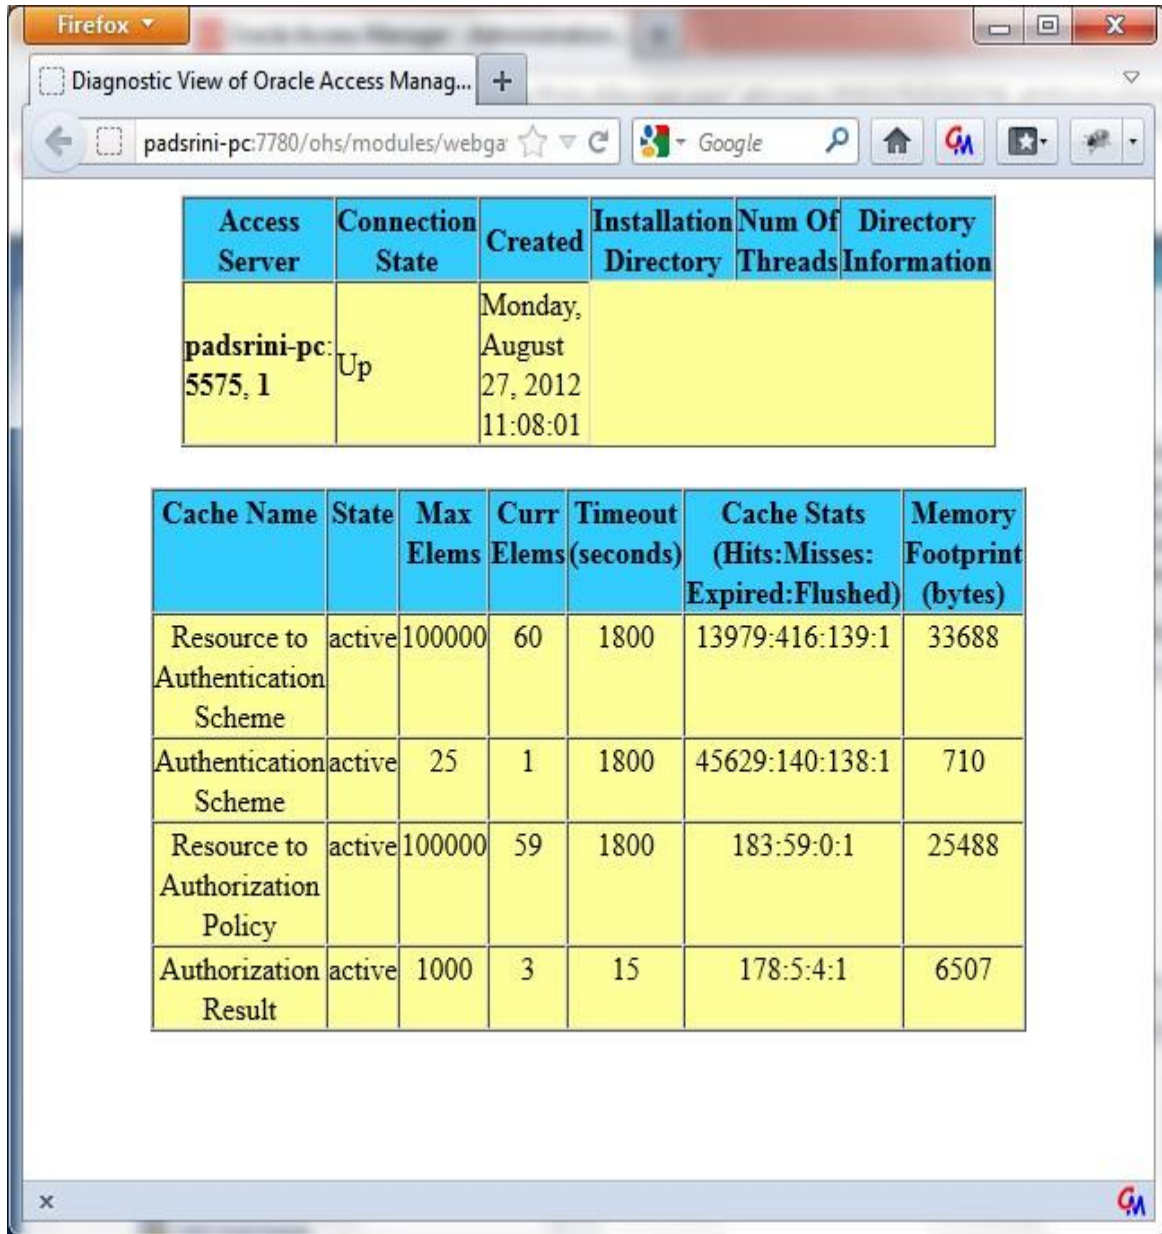 Firefox
Diagnostic View of Oracle Access Manag...
padsrini-pc:7780/ohs/modules/webga
Google
Access Server
Connection State
Created
Installation Directory
Num Of Threads
Directory Information
padsrini-pc:
5575, 1
Up
Monday,
August
27, 2012
11:08:01
Cache Name State Max Elems Curr Elems Timeout (seconds) Cache Stats (Hits:Misses: Expired:Flushed) Memory Footprint (bytes)
Resource to Authentication Scheme active 100000 60 1800 13979:416:139:1 33688
Authentication Scheme active 25 1 1800 45629:140:138:1 710
Resource to Authorization Policy active 100000 59 1800 183:59:0:1 25488
Authorization Result active 1000 3 15 178:5:4:1 6507